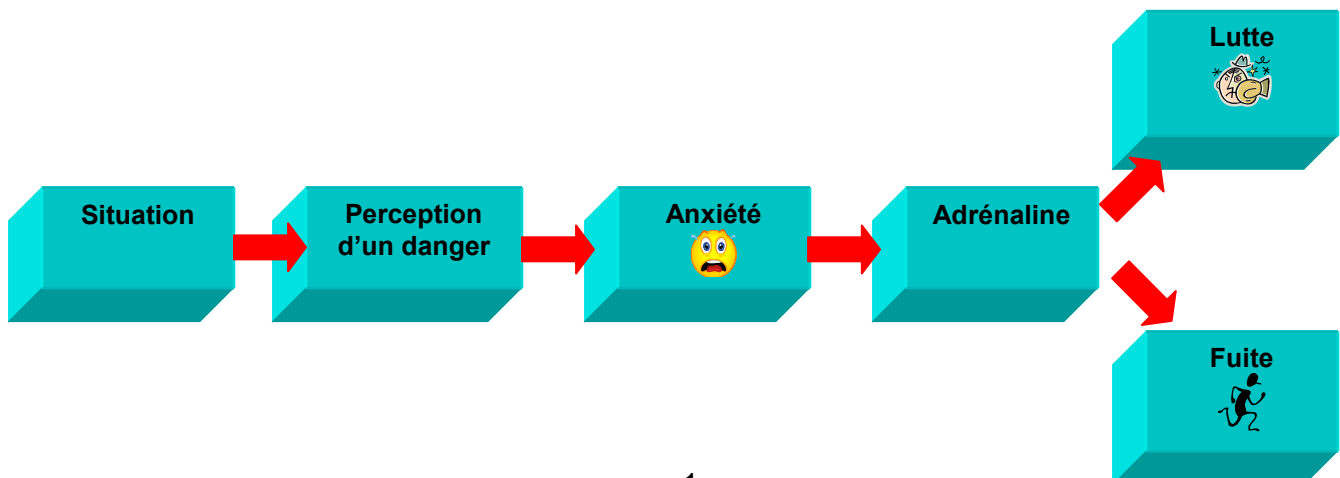 Lutte
Situation
Perception
d'un danger
Anxiété
Adrénaline
Fuite